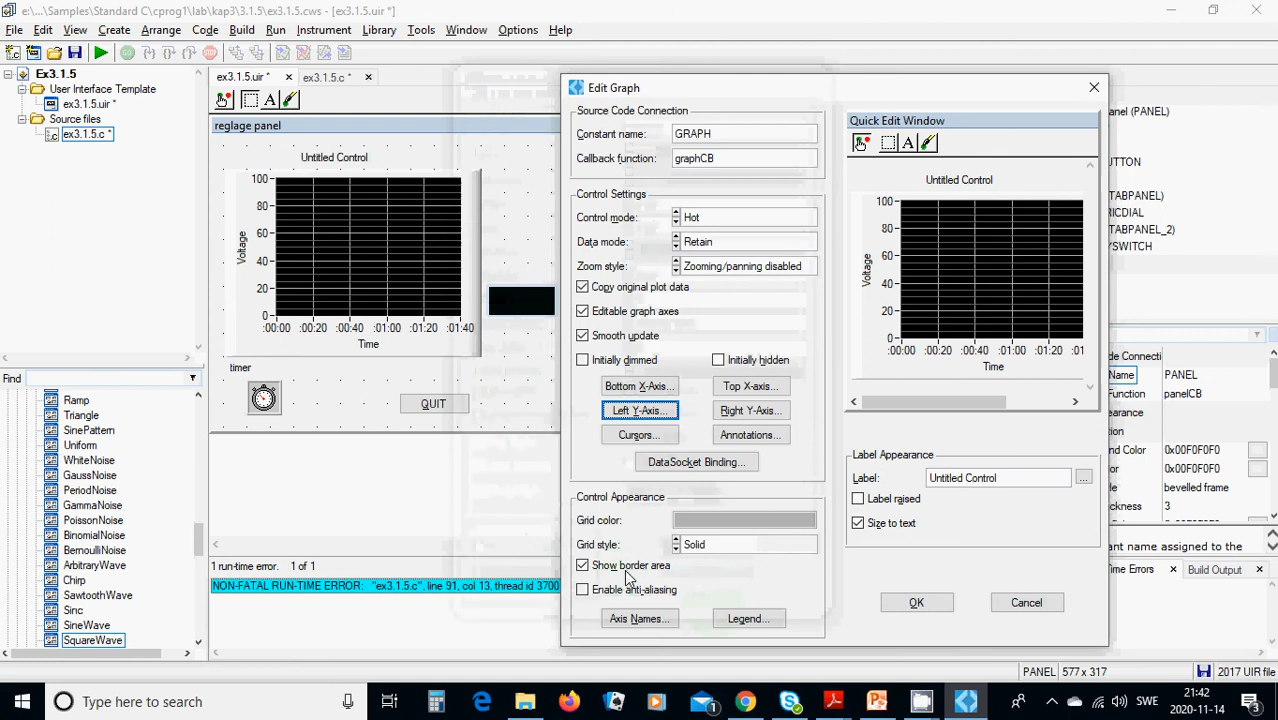 e:\...\Samples\Standard C\cprog1\lab\kap3\3.1.5\ex3.1.5.cws - [ex3.1.5.uir *]
File Edit View Create Arrange Code Build Run Instrument Library Tools Window Options Help
Ex3.1.5
User Interface Template
ex3.1.5.uir *
Source files
ex3.1.5.c *
ex3.1.5.uir *
ex3.1.5.c *
reglage panel
Untitled Control
100
80
60
40
20
0
Voltage
:00:00 :00:20 :00:40 :01:00 :01:20 :01:40
Time
timer
QUIT
Find
Ramp
Triangle
SinePattern
Uniform
WhiteNoise
GaussNoise
PeriodNoise
GammaNoise
PoissonNoise
BinomialNoise
BernoulliNoise
ArbitraryWave
Chirp
SawtoothWave
Sinc
SineWave
SquareWave
1 run-time error. 1 of 1
NON-FATAL RUN-TIME ERROR: "ex3.1.5.c", line 91, col 13, thread id 3700
Edit Graph
Source Code Connection
Constant name: GRAPH
Callback function: graphCB
Control Settings
Control mode: Hot
Data mode: Retain
Zoom style: Zooming/panning disabled
Copy original plot data
Editable graph axes
Smooth update
Initially dimmed Initially hidden
Bottom X-Axis... Top X-axis...
Left Y-Axis... Right Y-Axis...
Cursors... Annotations...
DataSocket Binding...
Control Appearance
Grid color:
Grid style: Solid
Show border area
Enable anti-aliasing
Axis Names... Legend...
Quick Edit Window
Untitled Control
100
80
60
40
20
0
Voltage
:00:00 :00:20 :00:40 :01:00 :01:20 :01
Time
Label Appearance
Label: Untitled Control ...
Label raised
Size to text
OK Cancel
(PANEL)
UTTON
TABPANEL)
RICDIAL
TABPANEL_2)
YSWITCH
de Connecti
Name PANEL
panelCB
pearance
tion
nd Color 0x00F0F0F0
or 0x00F0F0F0
bevelled frame
ickness 3
ant name assigned to the
ime Errors Build Output
PANEL 577 x 317 2017 UIR file
Type here to search
1
SWE
21:42
2020-11-14
3